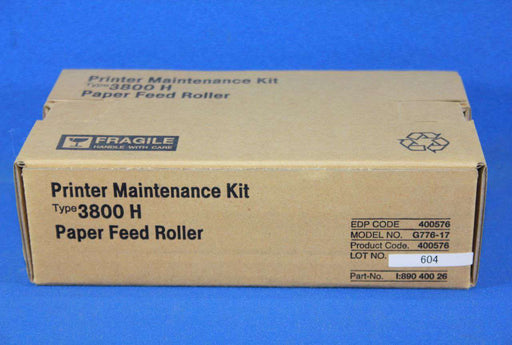 Printer Maintenance Kit
Type 3800 H
Paper Feed Roller
FRAGILE
HANDLE WITH CARE
Printer Maintenance Kit
Type 3800 H
Paper Feed Roller
EDP CODE 400576
MODEL NO. G776-17
Product Code. 400576
LOT NO. 604
Part-No. I:890 400 26